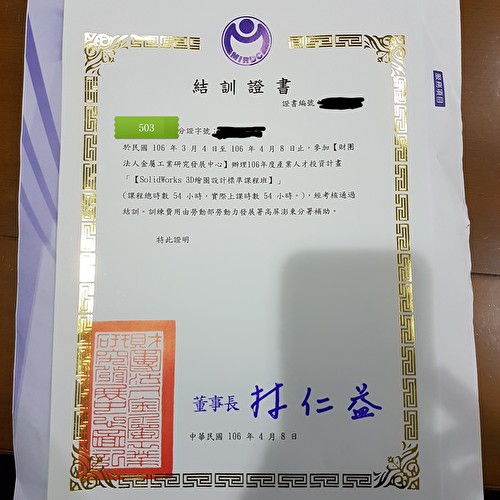 MIRDC
服務項目
結訓證書
證書編號
503
分證字號
於民國 106 年 3 月 4 日至 106 年 4 月 8 日止,參加【財團
法人金屬工業研究發展中心】辦理106年度產業人才投資計畫
「【SolidWorks 3D繪圖設計標準課程班】」
(課程總時數 54 小時,實際上課時數 54 小時。),經考核通過
結訓。訓練費用由勞動部勞動力發展署高屏澎東分署補助。
特此證明
董事長 林仁益
中華民國 106 年 4 月 8 日